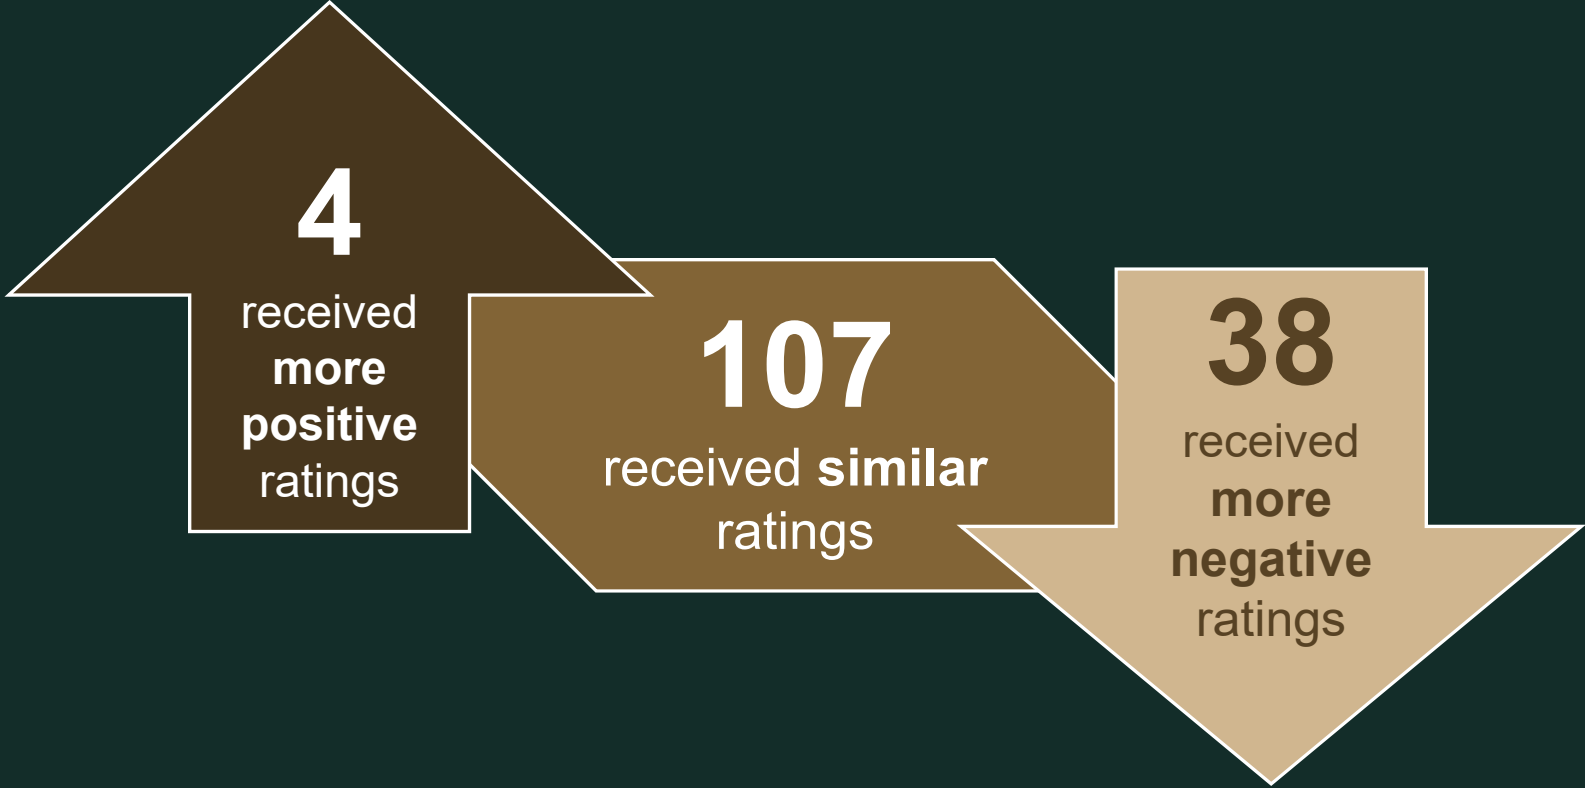 4
received
more
positive
ratings
107
received similar
ratings
38
received
more
negative
ratings